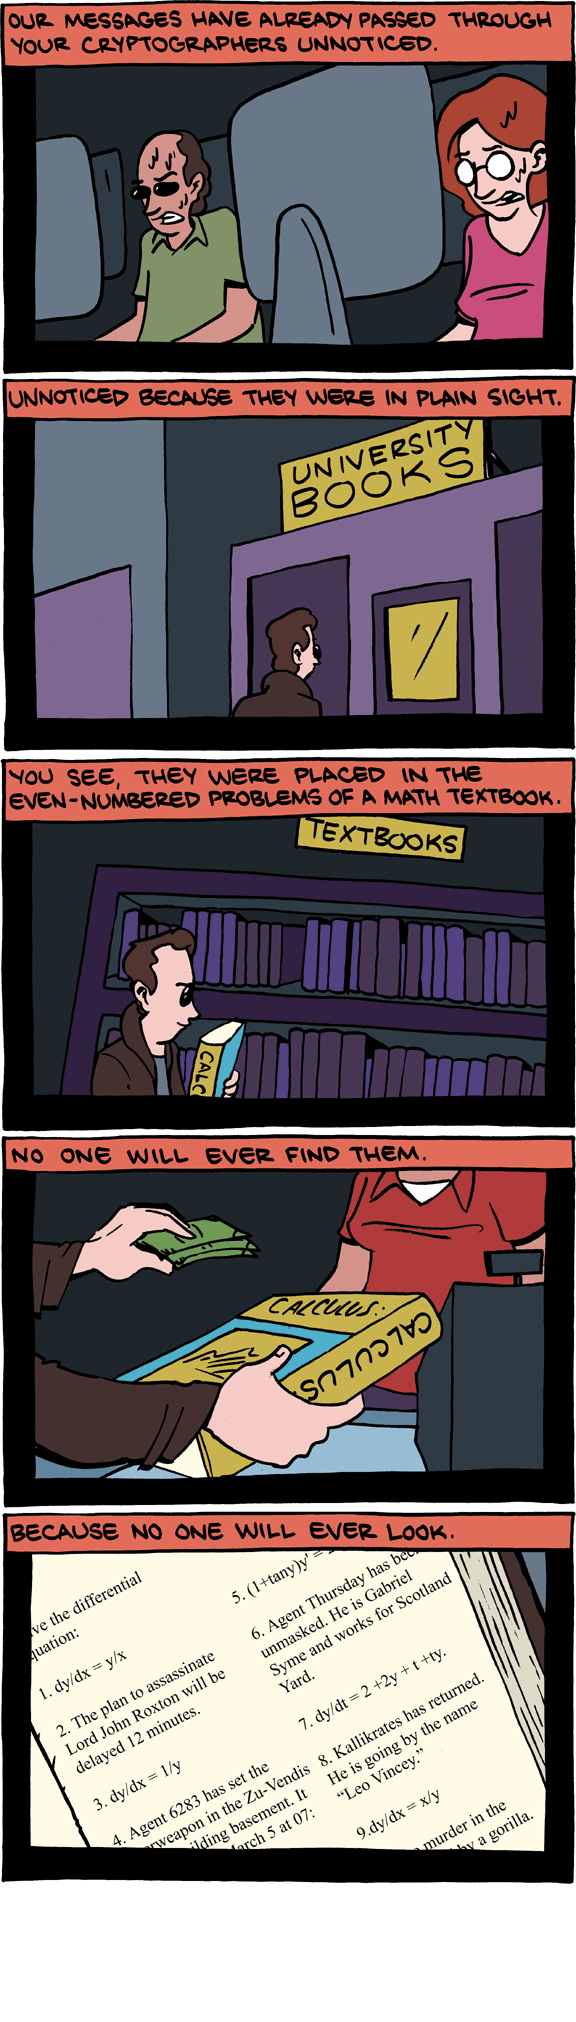 OUR MESSAGES HAVE ALREADY PASSED THROUGH
YOUR CRYPTOGRAPHERS UNNOTICED.
UNNOTICED BECAUSE THEY WERE IN PLAIN SIGHT.
UNIVERSITY
BOOKS
YOU SEE, THEY WERE PLACED IN THE
EVEN-NUMBERED PROBLEMS OF A MATH TEXTBOOK.
TEXTBOOKS
CALC
NO ONE WILL EVER FIND THEM.
CALCULUS:
CALCULUS:
BECAUSE NO ONE WILL EVER LOOK.
ve the differential
quation:
1. dy/dx = y/x
2. The plan to assassinate
Lord John Roxton will be
delayed 12 minutes.
3. dy/dx = 1/y
4. Agent 6283 has set the
rweapon in the Zu-Vendis
ilding basement. It
arch 5 at 07:
5. (1+tany)y' =
6. Agent Thursday has bee
unmasked. He is Gabriel
Syme and works for Scotland
Yard.
7. dy/dt = 2 +2y + t +ty.
8. Kallikrates has returned.
He is going by the name
“Leo Vincey.”
9.dy/dx = x/y
murder in the
by a gorilla.